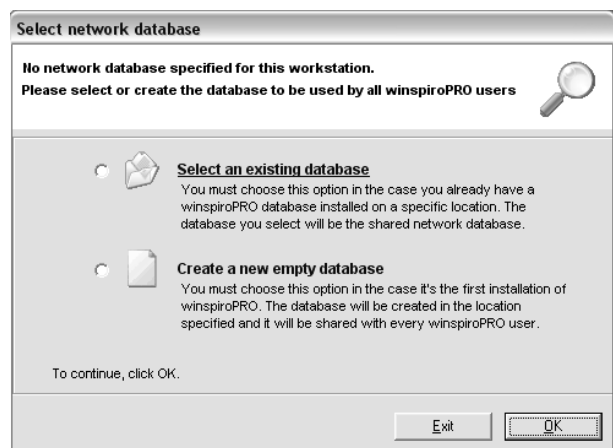 Select network database
No network database specified for this workstation.
Please select or create the database to be used by all winspiroPRO users
Select an existing database
You must choose this option in the case you already have a
winspiroPRO database installed on a specific location. The
database you select will be the shared network database.
Create a new empty database
You must choose this option in the case it's the first installation of
winspiroPRO. The database will be created in the location
specified and it will be shared with every winspiroPRO user.
To continue, click OK.
Exit
OK